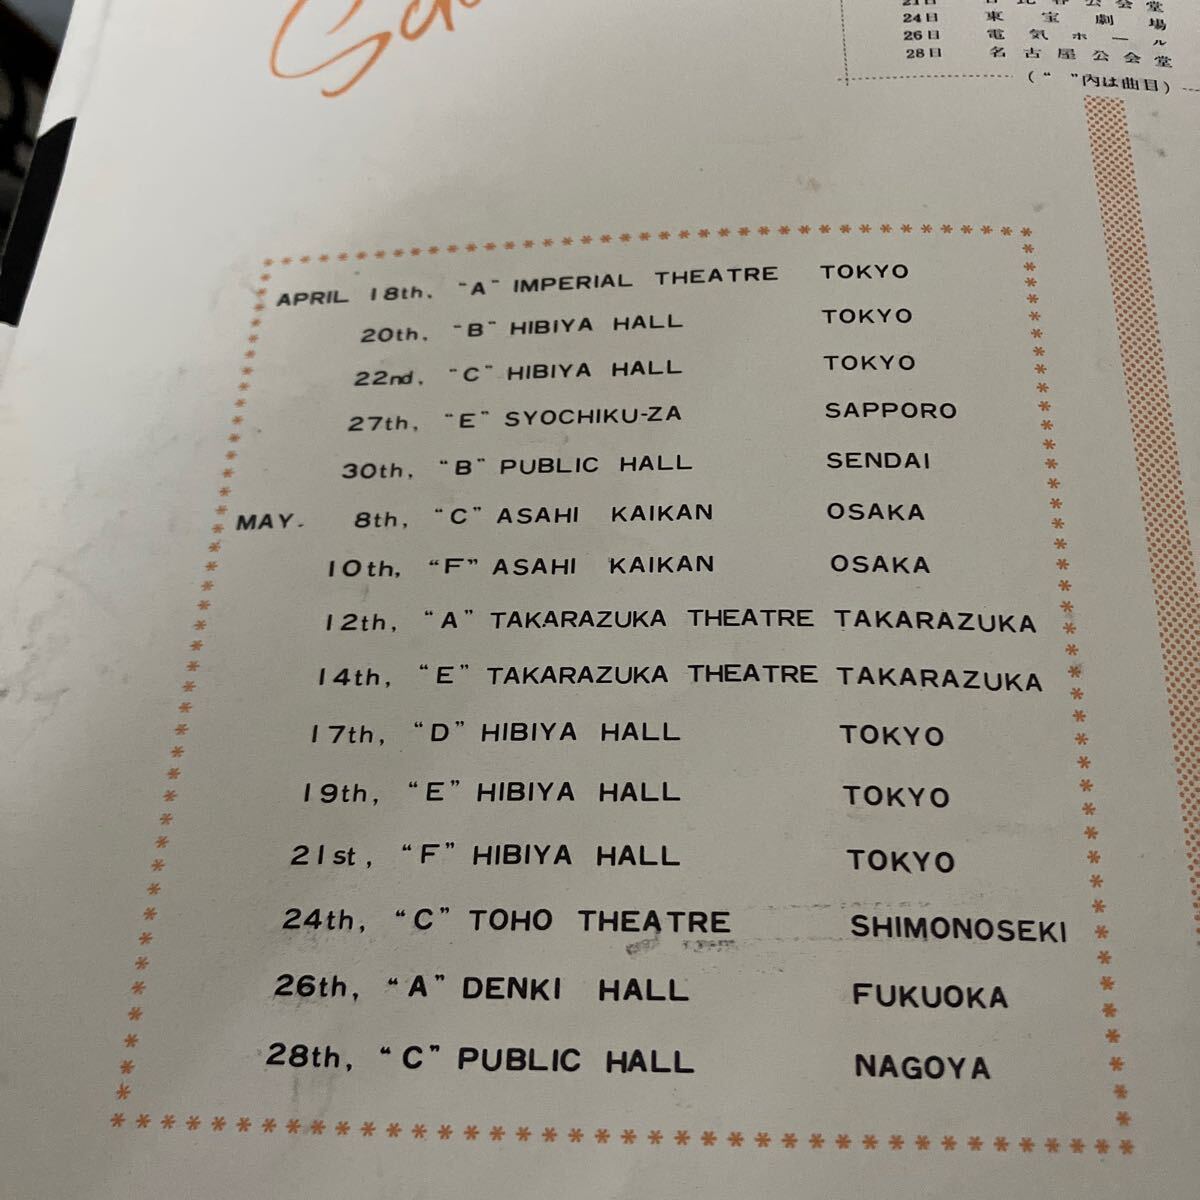 24日 東宝劇場
26日 電気ホール
28日 名古屋公会堂
(“ ”内は曲目)
APRIL 18th, “A” IMPERIAL THEATRE TOKYO
20th, “B” HIBIYA HALL TOKYO
22nd, “C” HIBIYA HALL TOKYO
27th, “E” SYOCHIKU-ZA SAPPORO
30th, “B” PUBLIC HALL SENDAI
MAY. 8th, “C” ASAHI KAIKAN OSAKA
10th, “F” ASAHI KAIKAN OSAKA
12th, “A” TAKARAZUKA THEATRE TAKARAZUKA
14th, “E” TAKARAZUKA THEATRE TAKARAZUKA
17th, “D” HIBIYA HALL TOKYO
19th, “E” HIBIYA HALL TOKYO
21st, “F” HIBIYA HALL TOKYO
24th, “C” TOHO THEATRE SHIMONOSEKI
26th, “A” DENKI HALL FUKUOKA
28th, “C” PUBLIC HALL NAGOYA